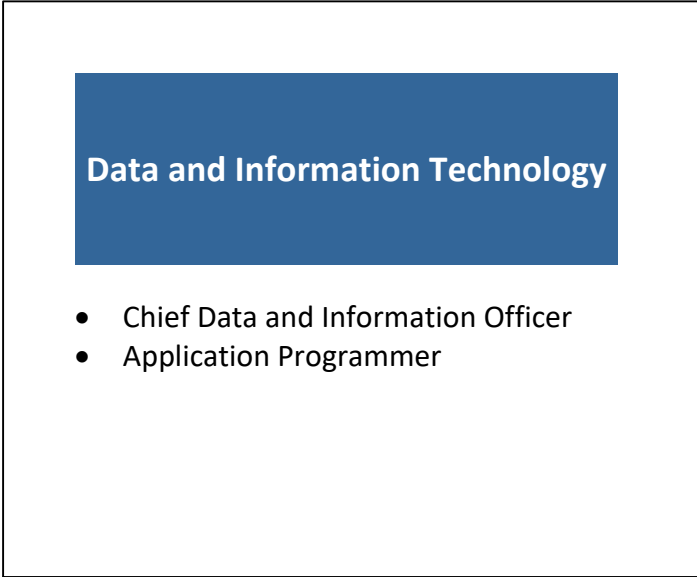 Data and Information Technology
• Chief Data and Information Officer
• Application Programmer